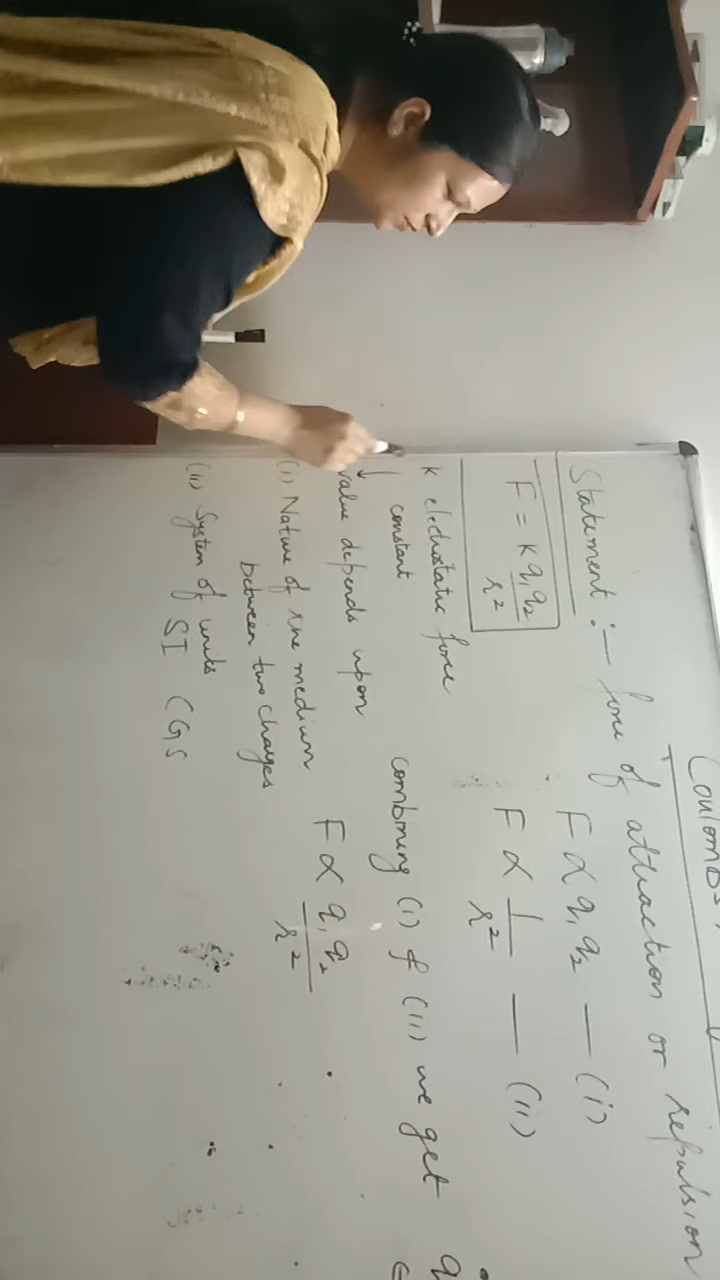 Statement :- force of attraction or repulsion
F ∝ q₁q₂ — (i)
F = K q₁q₂ / r²
F ∝ 1 / r² — (ii)
K electrostatic force
constant
combining (i) & (ii) we get
value depends upon
F ∝ q₁q₂ / r²
(i) Nature of the medium
between two charges
(ii) System of units
SI CGS